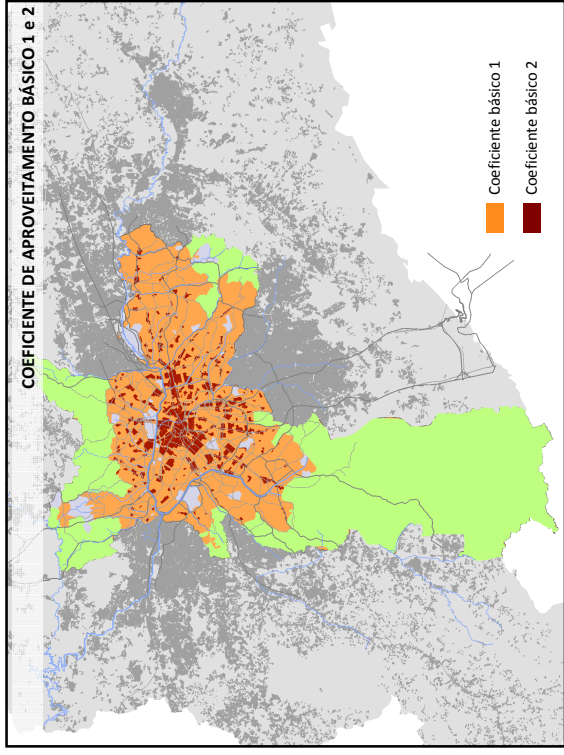 COEFICIENTE DE APROVEITAMENTO BÁSICO 1 e 2
Coeficiente básico 1
Coeficiente básico 2